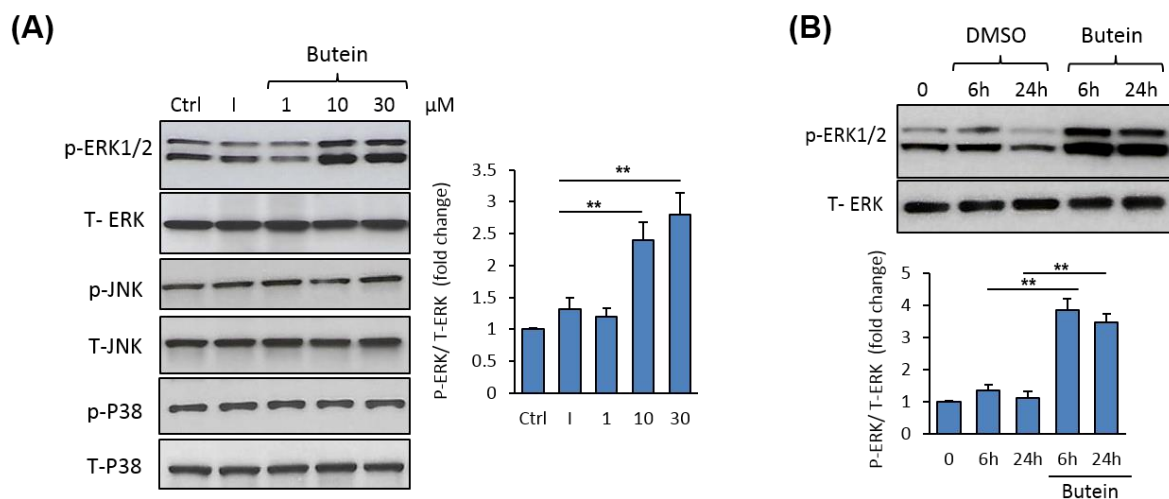 (A)
Butein
Ctrl I 1 10 30 μM
p-ERK1/2
T- ERK
p-JNK
T-JNK
p-P38
T-P38
P-ERK/ T-ERK (fold change)
3.5
3
2.5
2
1.5
1
0.5
0
**
**
Ctrl I 1 10 30
(B)
DMSO Butein
0 6h 24h 6h 24h
p-ERK1/2
T- ERK
P-ERK/ T-ERK (fold change)
5
4
3
2
1
0
**
**
0 6h 24h 6h 24h
Butein